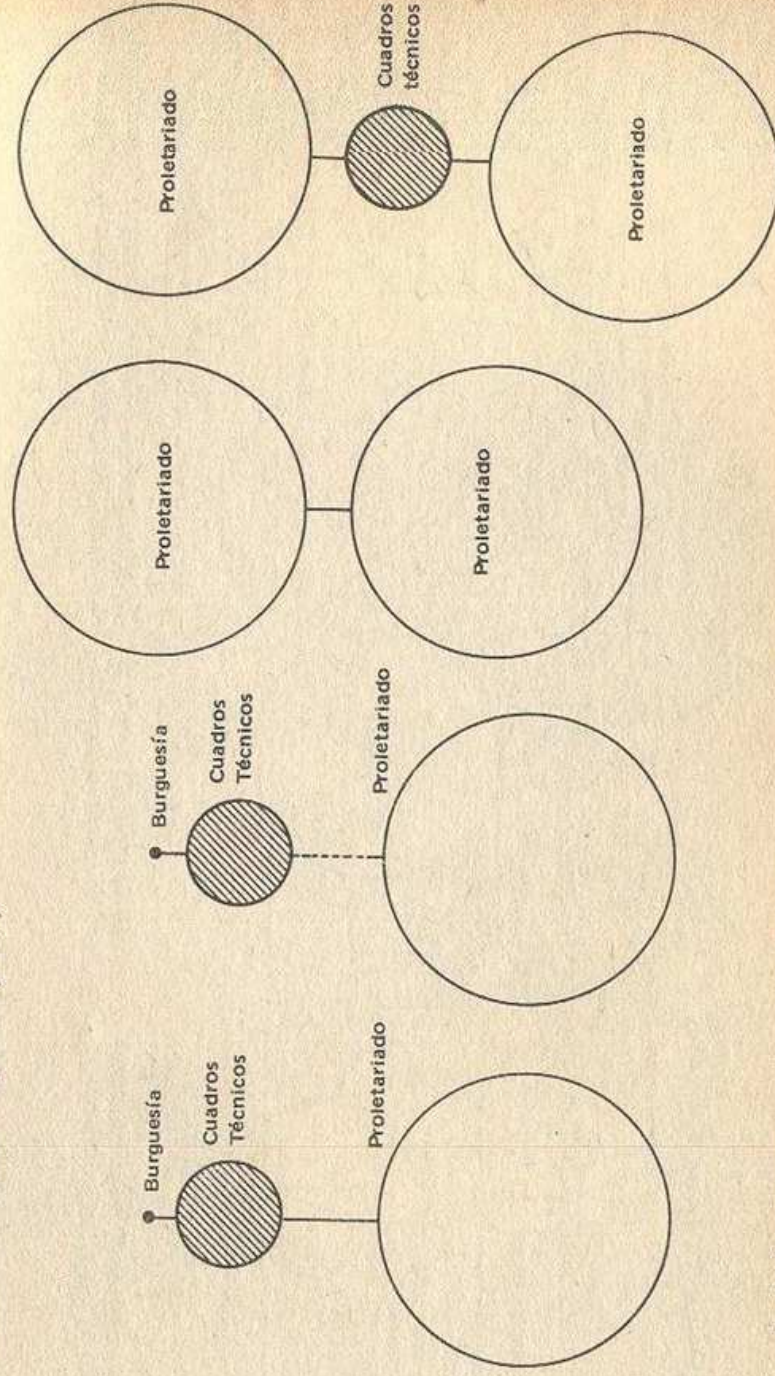 Burguesía
Cuadros
Técnicos
Proletariado
Burguesía
Cuadros
Técnicos
Proletariado
Proletariado
Proletariado
Proletariado
Cuadros
técnicos
Proletariado